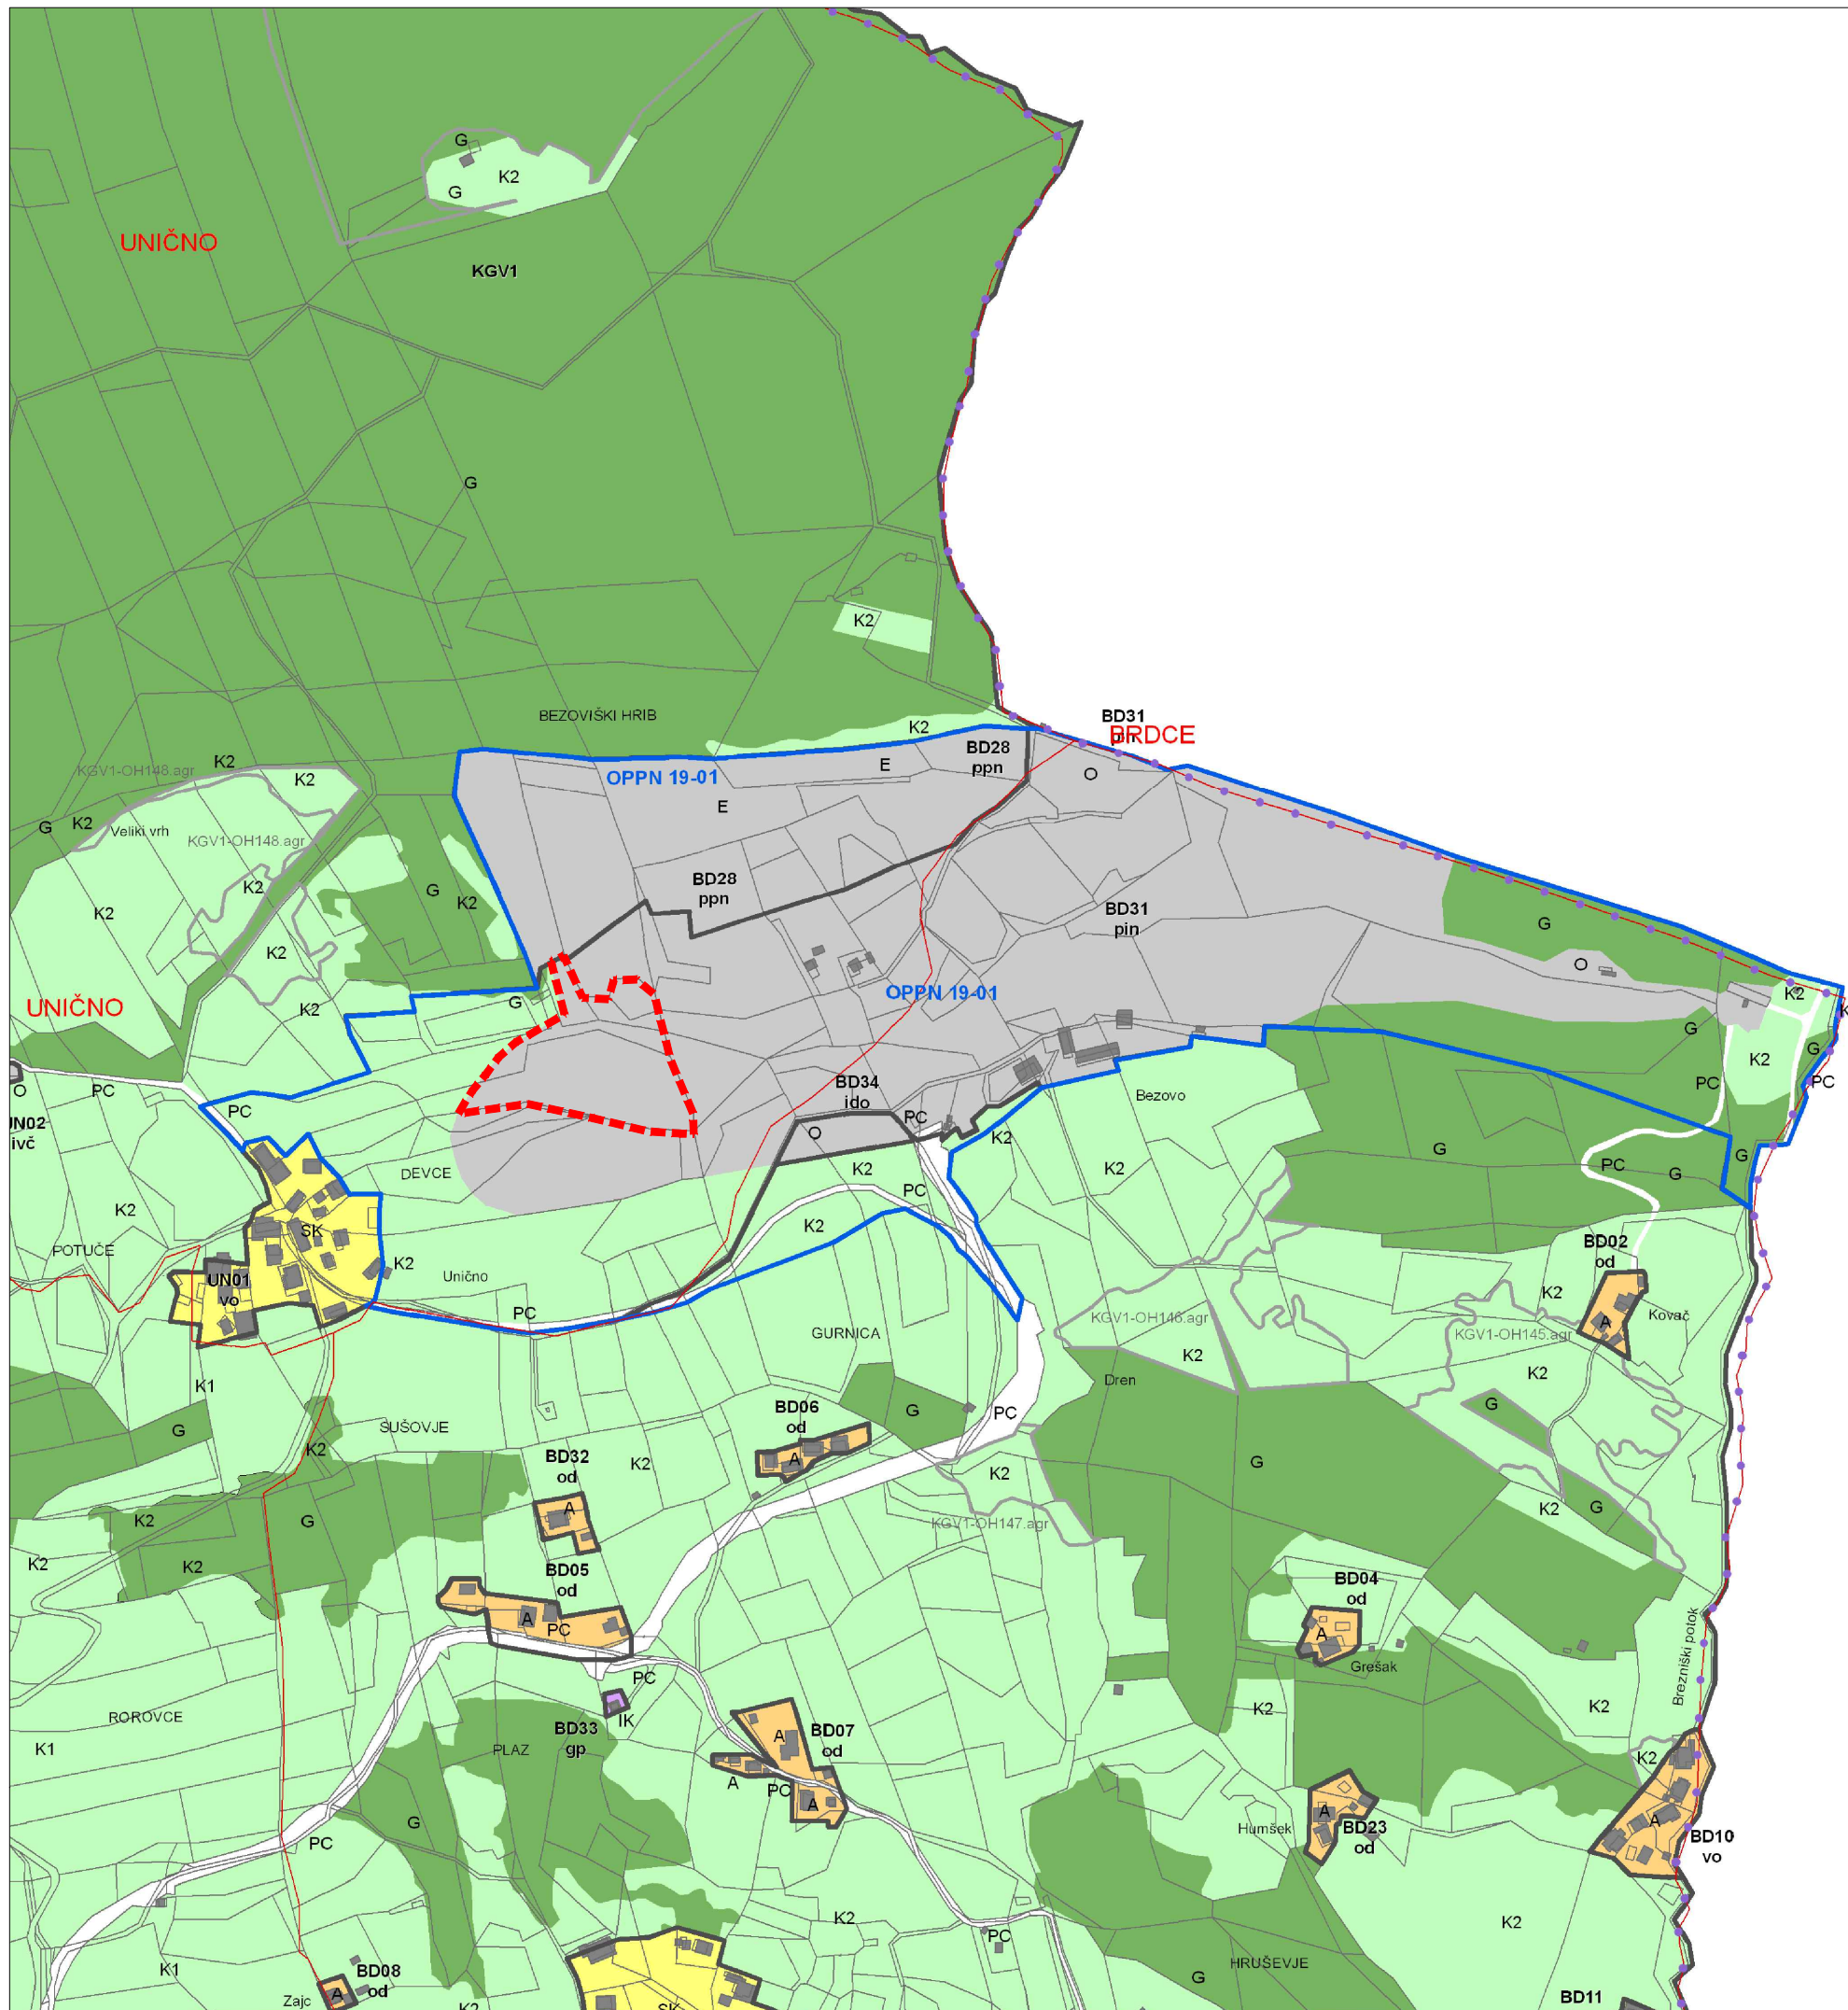 G
K2
G
UNIČNO
KGV1
G
K2
BEZOVIŠKI HRIB
K2
BD31
BRDCE
BD28
ppn
KGV1-OH148.agr
K2
K2
OPPN 19-01
E
O
E
G
K2
Veliki vrh
KGV1-OH148.agr
BD28
ppn
K2
G
K2
K2
BD31
pin
G
K2
O
UNIČNO
K2
G
OPPN 19-01
K2
G
G
K2
O
PC
PC
BD34
ido
PC
Bezovo
PC
PC
ivč
O
K2
G
G
DEVCE
K2
K2
PC
G
PC
K2
SK
K2
POTUČE
K2
BD02
od
UN01
vo
Unično
K2
PC
GURNICA
KGV1-OH146.agr
A
Kovač
KGV1-OH145.agr
K2
K1
Dren
K2
G
SUŠOVJE
BD06
od
G
PC
G
K2
BD32
od
K2
A
K2
G
K2
G
A
KGV1-OH147.agr
K2
G
K2
K2
BD05
od
BD04
od
A
PC
A
Grešak
Brezniški potok
PC
K2
K2
ROROVCE
IK
BD33
gp
BD07
od
A
K1
PLAZ
K2
A
PC
A
G
A
Humšek
BD23
od
A
BD10
vo
PC
K2
K2
PC
K1
BD08
od
G
HRUŠEVJE
A
Zajc
K2
SK
BD11